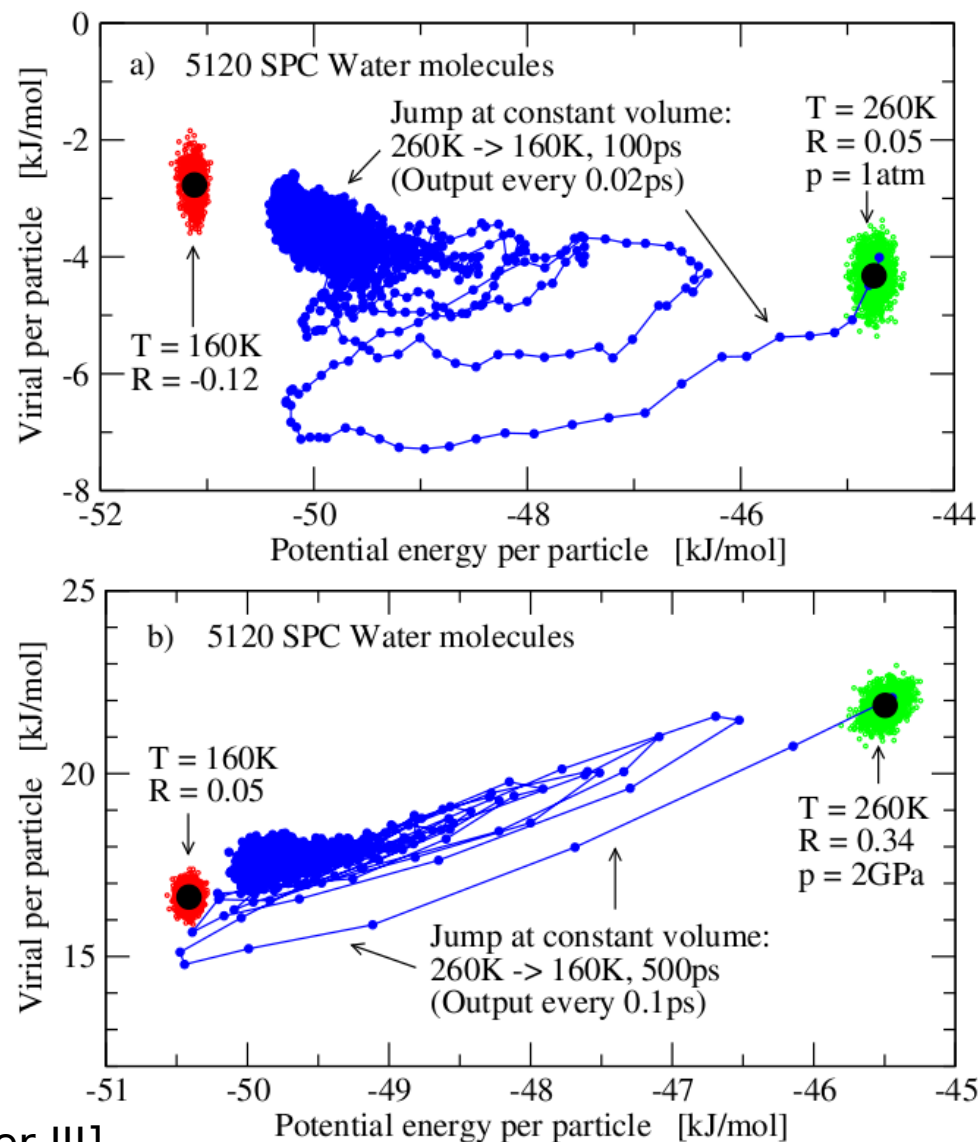 0
-2
-4
-6
-8
Virial per particle [kJ/mol]
a) 5120 SPC Water molecules
Jump at constant volume:
260K -> 160K, 100ps
(Output every 0.02ps)
T = 260K
R = 0.05
p = 1atm
T = 160K
R = -0.12
-52 -50 -48 -46 -44
Potential energy per particle [kJ/mol]
25
20
15
Virial per particle [kJ/mol]
b) 5120 SPC Water molecules
T = 160K
R = 0.05
T = 260K
R = 0.34
p = 2GPa
Jump at constant volume:
260K -> 160K, 500ps
(Output every 0.1ps)
-51 -50 -49 -48 -47 -46 -45
Potential energy per particle [kJ/mol]
er III]